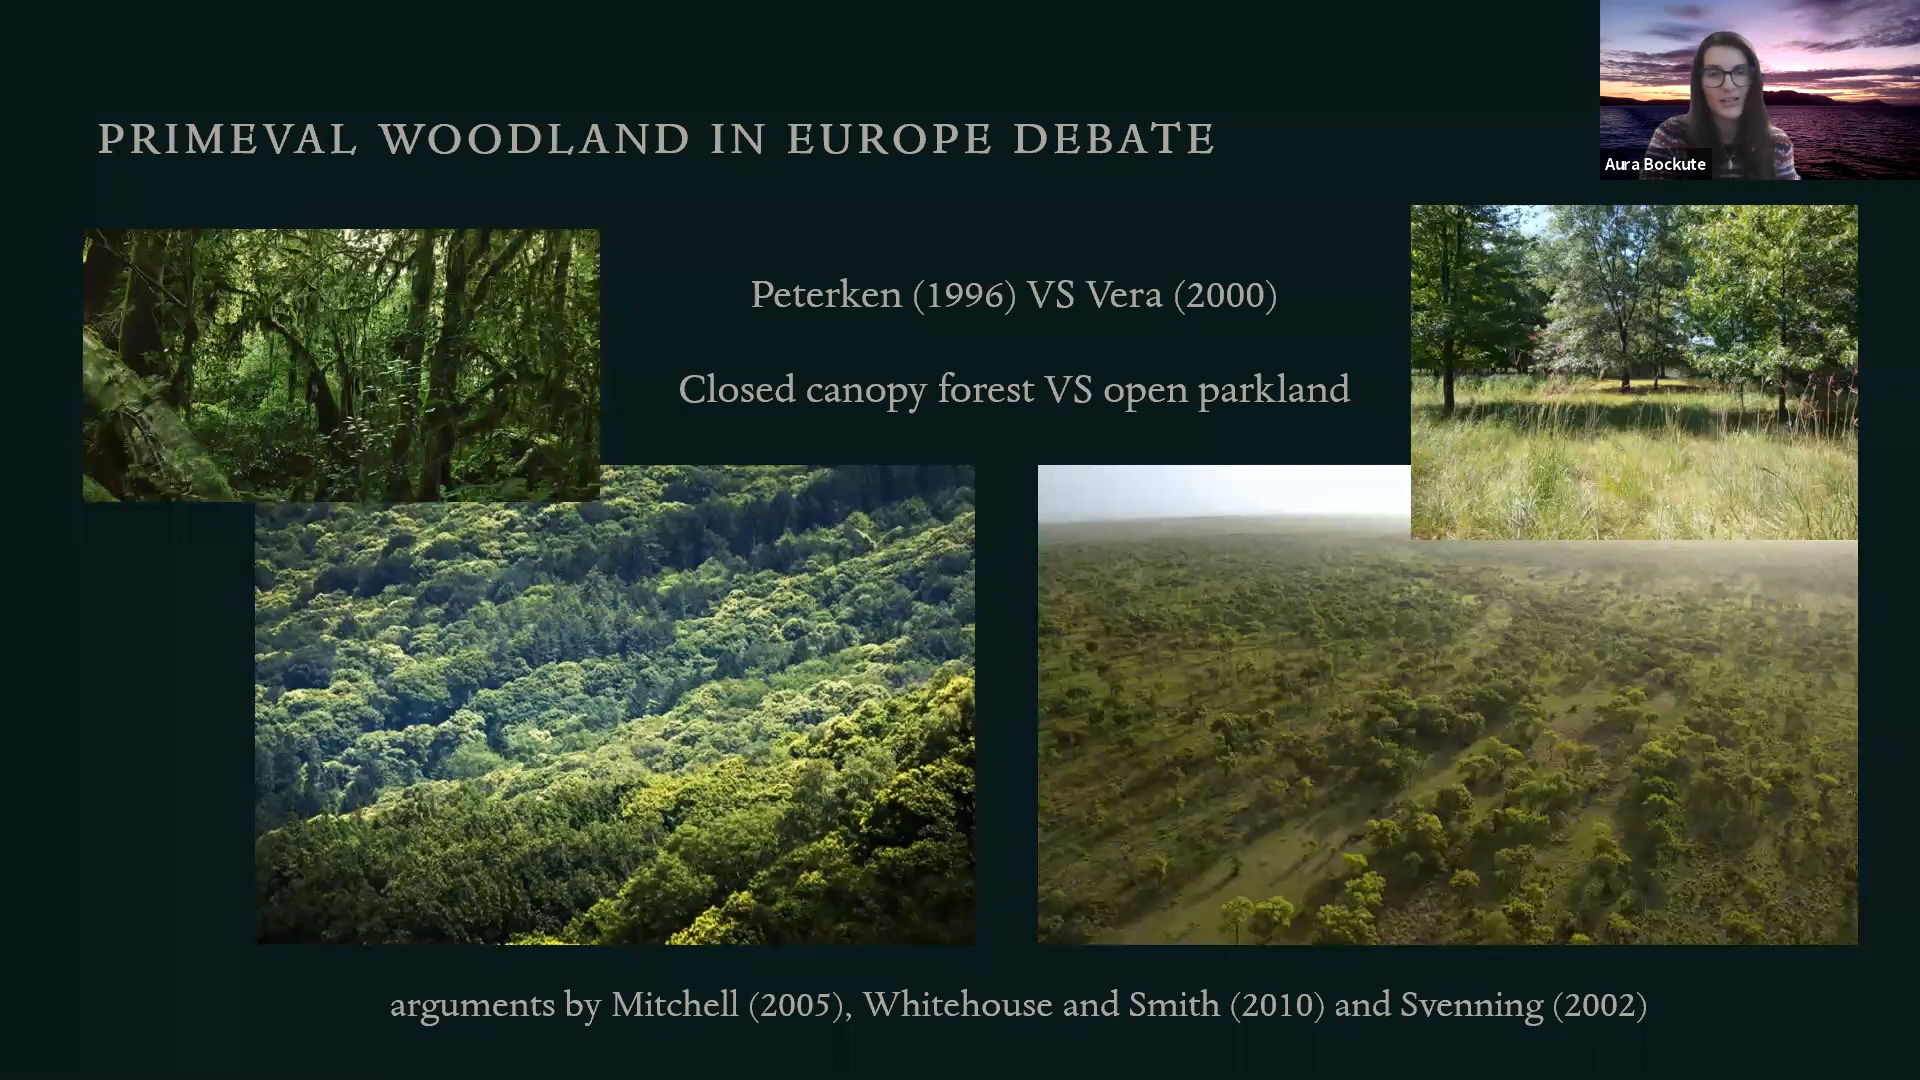 PRIMEVAL WOODLAND IN EUROPE DEBATE
Aura Bockute
Peterken (1996) VS Vera (2000)
Closed canopy forest VS open parkland
arguments by Mitchell (2005), Whitehouse and Smith (2010) and Svenning (2002)